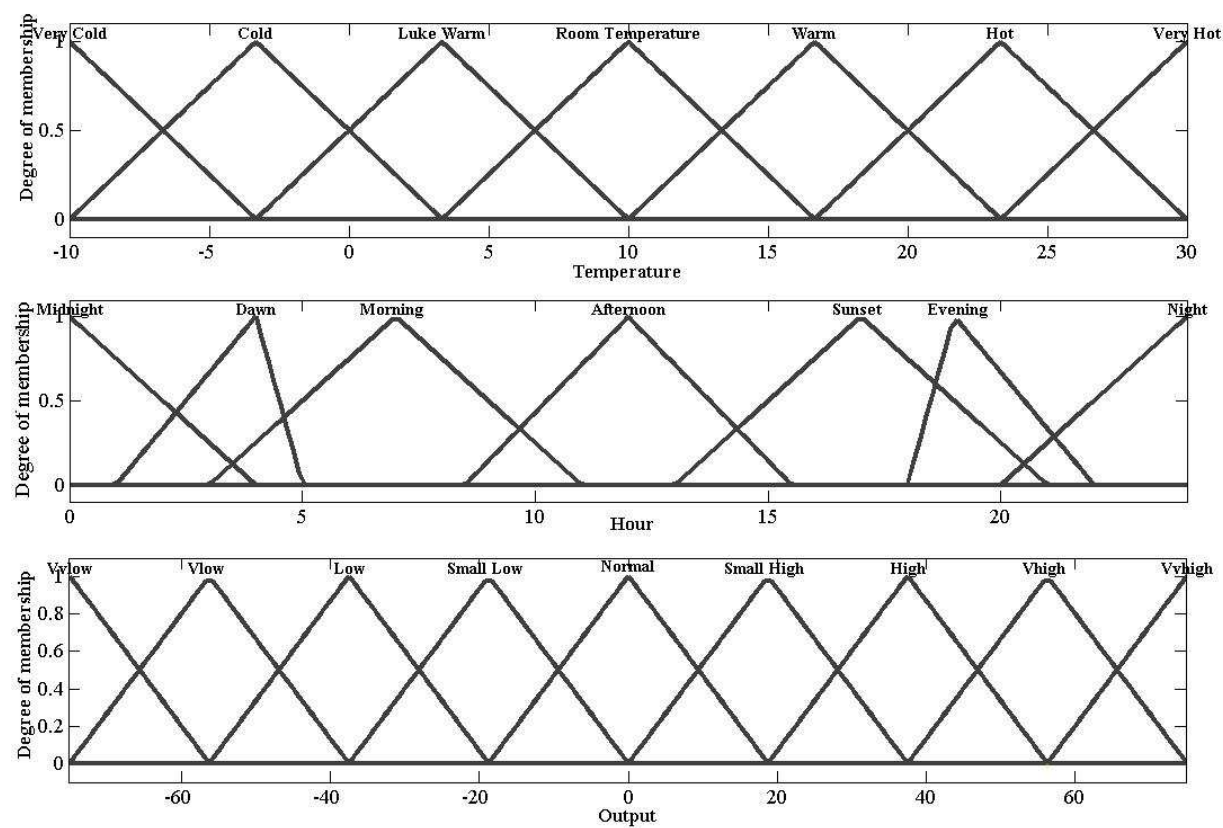 Very Cold Cold Luke Warm Room Temperature Warm Hot Very Hot
1
0.5
0
Degree of membership
-10 -5 0 5 10 15 20 25 30
Temperature
Midnight Dawn Morning Afternoon Sunset Evening Night
1
0.5
0
Degree of membership
0 5 10 15 20
Hour
Vvlow Vlow Low Small Low Normal Small High High Vhigh Vvhigh
1
0.8
0.6
0.4
0.2
0
Degree of membership
-60 -40 -20 0 20 40 60
Output